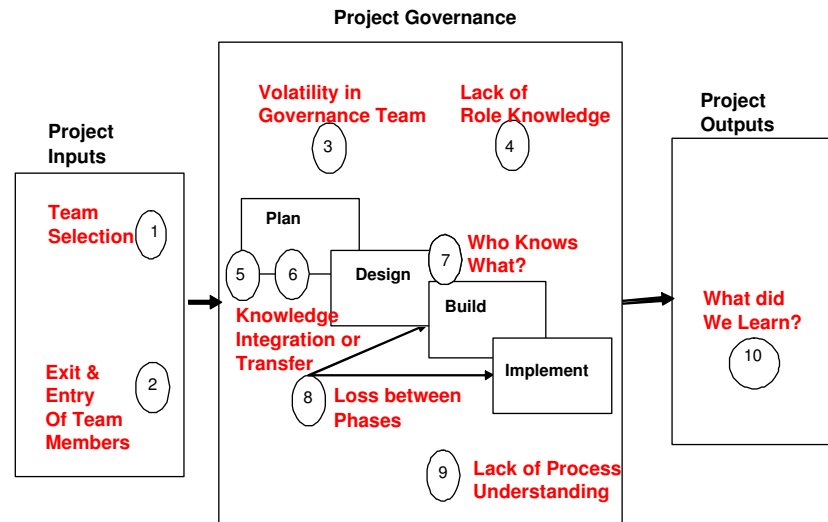 Project Governance
Project
Inputs
Team
Selection
1
Exit &
Entry
Of Team
Members
2
Volatility in
Governance Team
3
Lack of
Role Knowledge
4
Plan
5
6
Design
7
Who Knows
What?
Build
Knowledge
Integration or
Transfer
Implement
8
Loss between
Phases
9
Lack of Process
Understanding
Project
Outputs
What did
We Learn?
10